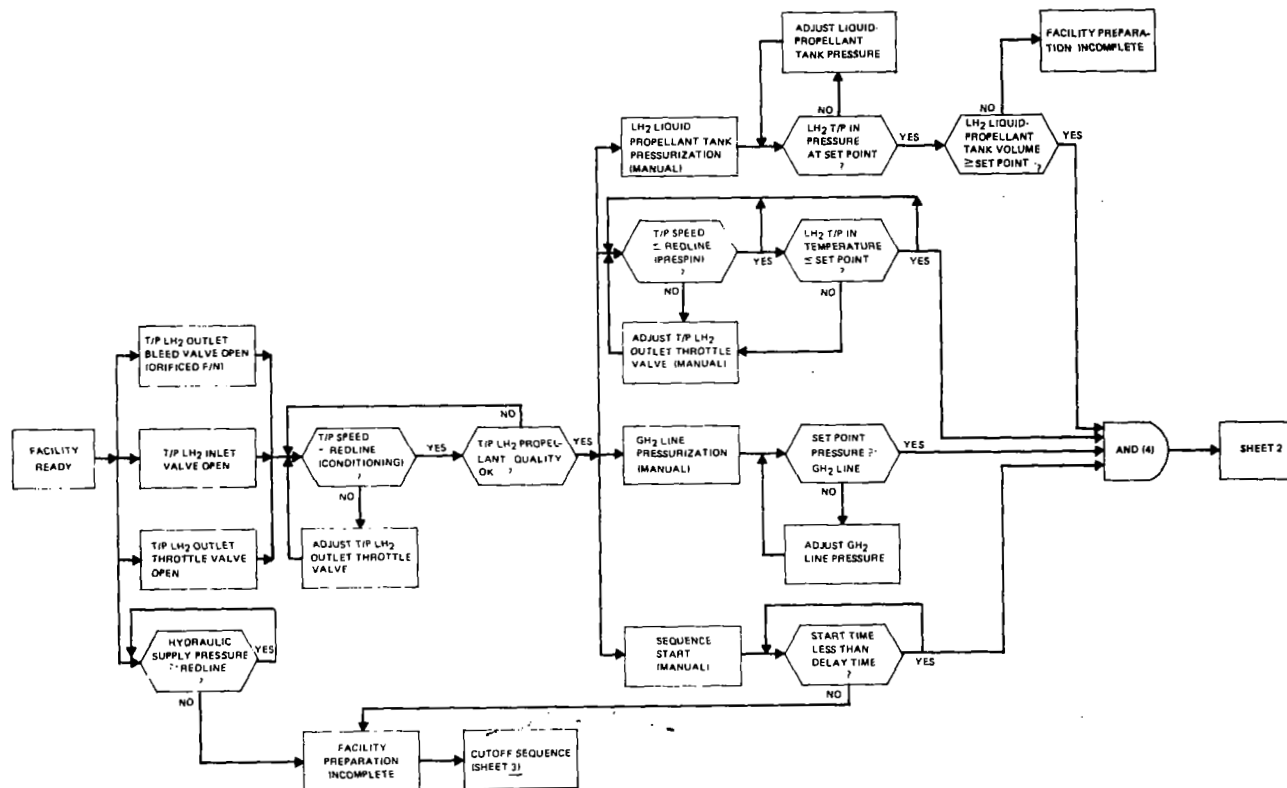 ADJUST LIQUID-
PROPELLANT
TANK PRESSURE
FACILITY PREPARA-
TION INCOMPLETE
NO
NO
LH2 LIQUID
PROPELLANT TANK
PRESSURIZATION
(MANUAL)
LH2 T/P IN
PRESSURE
AT SET POINT
?
YES
LH2 LIQUID-
PROPELLANT
TANK VOLUME
≥ SET POINT
?
YES
T/P SPEED
≤ REDLINE
(PRESPIN)
?
YES
LH2 T/P IN
TEMPERATURE
≤ SET POINT
?
YES
NO
NO
ADJUST T/P LH2
OUTLET THROTTLE
VALVE (MANUAL)
T/P LH2 OUTLET
BLEED VALVE OPEN
(ORIFICED F/N)
FACILITY
READY
T/P LH2 INLET
VALVE OPEN
T/P SPEED
REDLINE
(CONDITIONING)
?
YES
NO
T/P LH2 PROPEL-
LANT QUALITY
OK ?
YES
NO
ADJUST T/P LH2
OUTLET THROTTLE
VALVE
T/P LH2 OUTLET
THROTTLE VALVE
OPEN
GH2 LINE
PRESSURIZATION
(MANUAL)
SET POINT
PRESSURE ?
GH2 LINE
YES
NO
ADJUST GH2
LINE PRESSURE
AND (4)
SHEET 2
HYDRAULIC
SUPPLY PRESSURE
REDLINE
?
YES
NO
SEQUENCE
START
(MANUAL)
START TIME
LESS THAN
DELAY TIME
?
YES
NO
FACILITY
PREPARATION
INCOMPLETE
CUTOFF SEQUENCE
(SHEET 3)